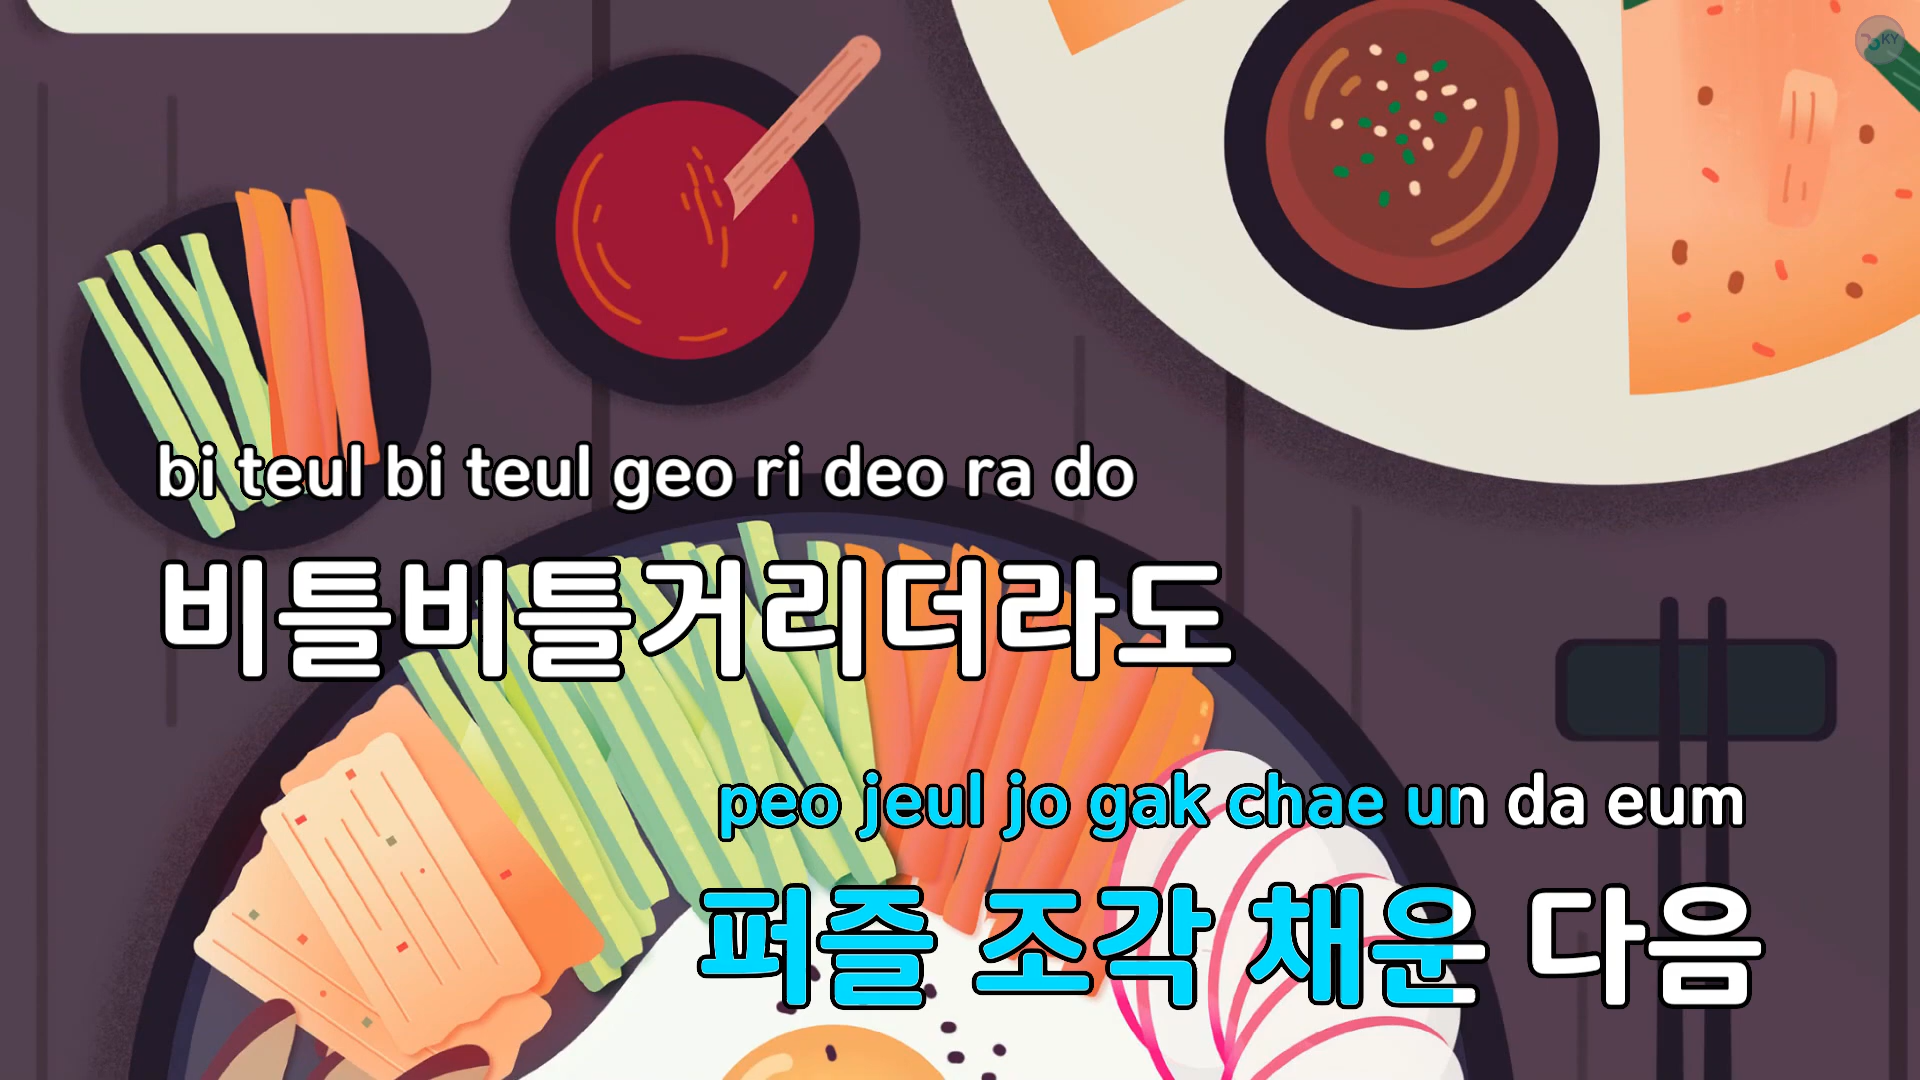 bi teul bi teul geo ri deo ra do
비틀비틀거리더라도
peo jeul jo gak chae un da eum
퍼즐 조각 채운 다음
KY